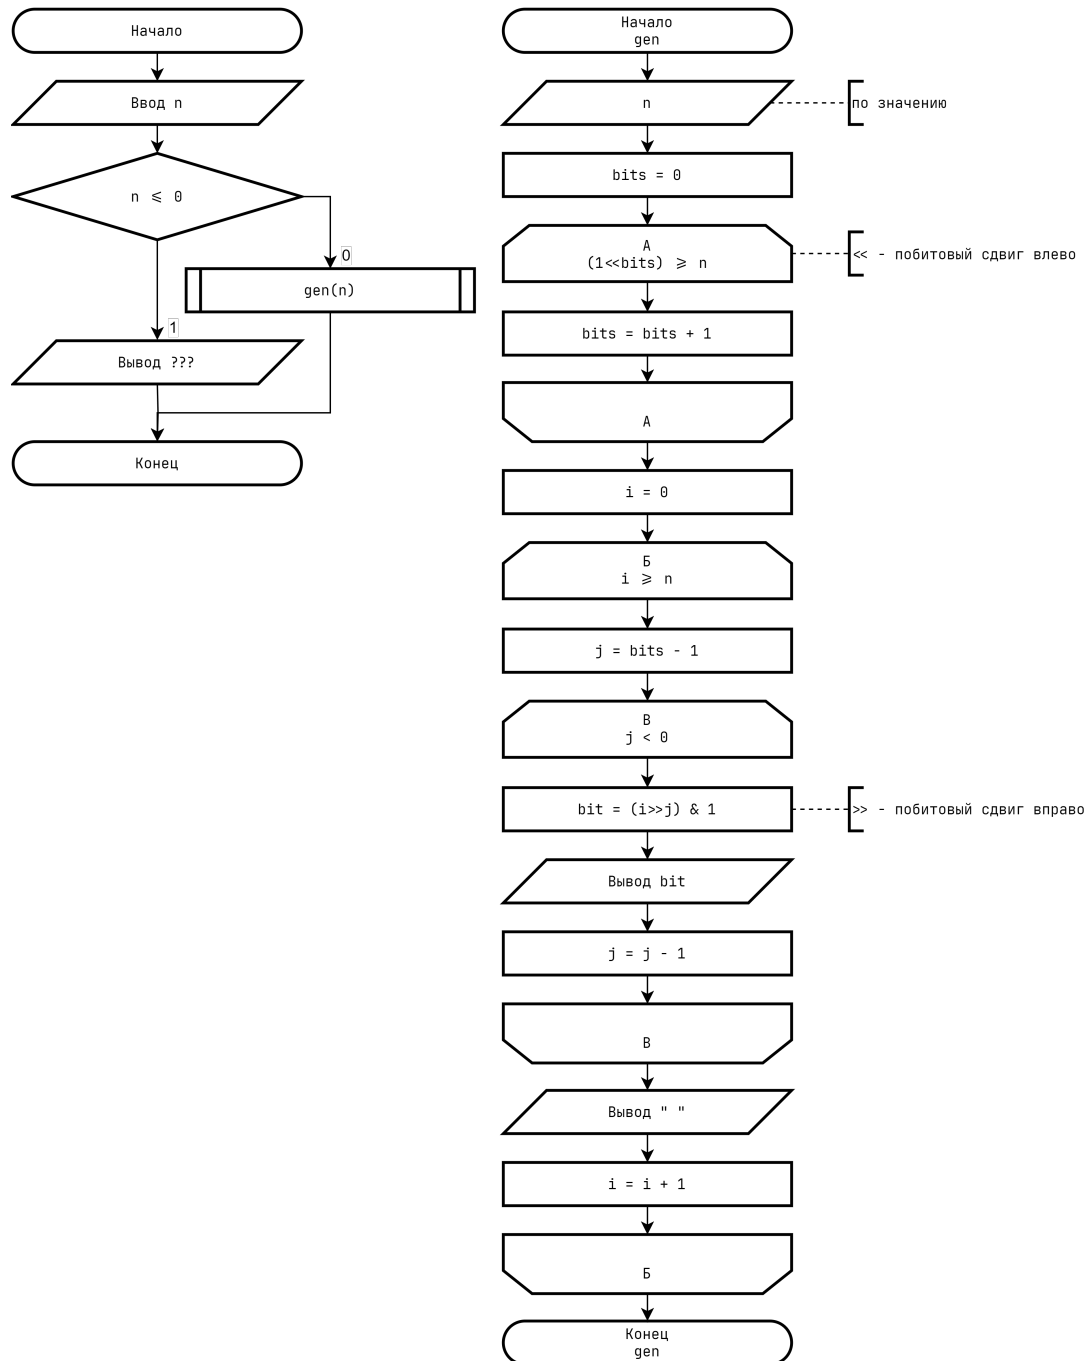 Начало
Ввод n
n ⩽ 0
0
gen(n)
1
Вывод ???
Конец
Начало
gen
n
по значению
bits = 0
А
(1<<bits) ⩾ n
<< - побитовый сдвиг влево
bits = bits + 1
А
i = 0
Б
i ⩾ n
j = bits - 1
В
j < 0
bit = (i>>j) & 1
>> - побитовый сдвиг вправо
Вывод bit
j = j - 1
В
Вывод " "
i = i + 1
Б
Конец
gen